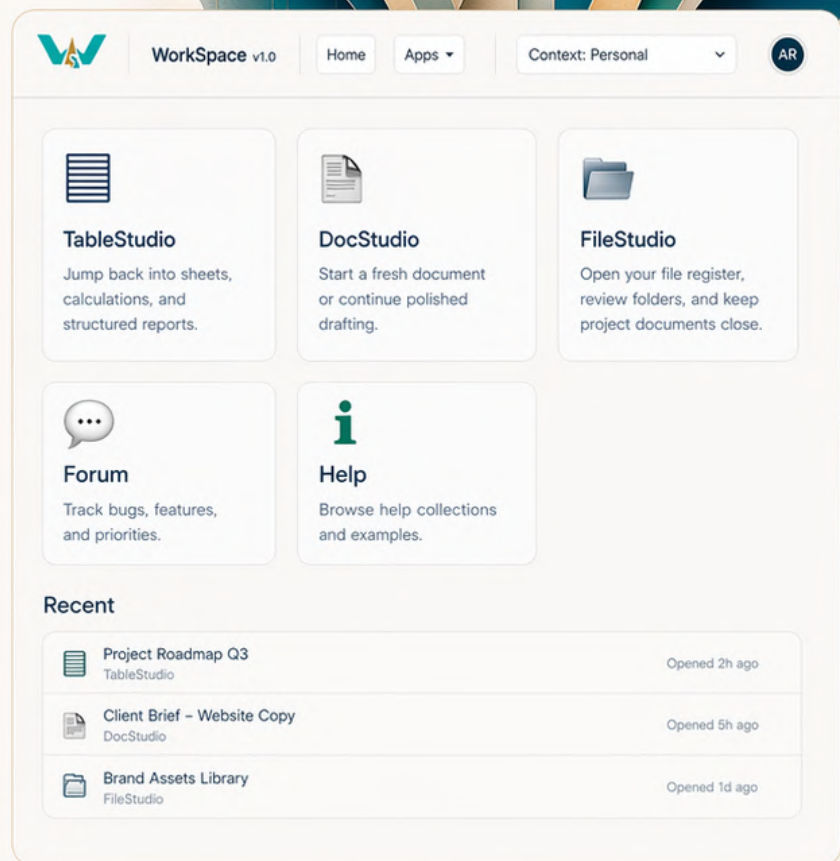 WorkSpace v1.0
Home
Apps
Context: Personal
AR
TableStudio
Jump back into sheets,
calculations, and
structured reports.
DocStudio
Start a fresh document
or continue polished
drafting.
FileStudio
Open your file register,
review folders, and keep
project documents close.
Forum
Track bugs, features,
and priorities.
Help
Browse help collections
and examples.
Recent
Project Roadmap Q3
TableStudio
Opened 2h ago
Client Brief – Website Copy
DocStudio
Opened 5h ago
Brand Assets Library
FileStudio
Opened 1d ago